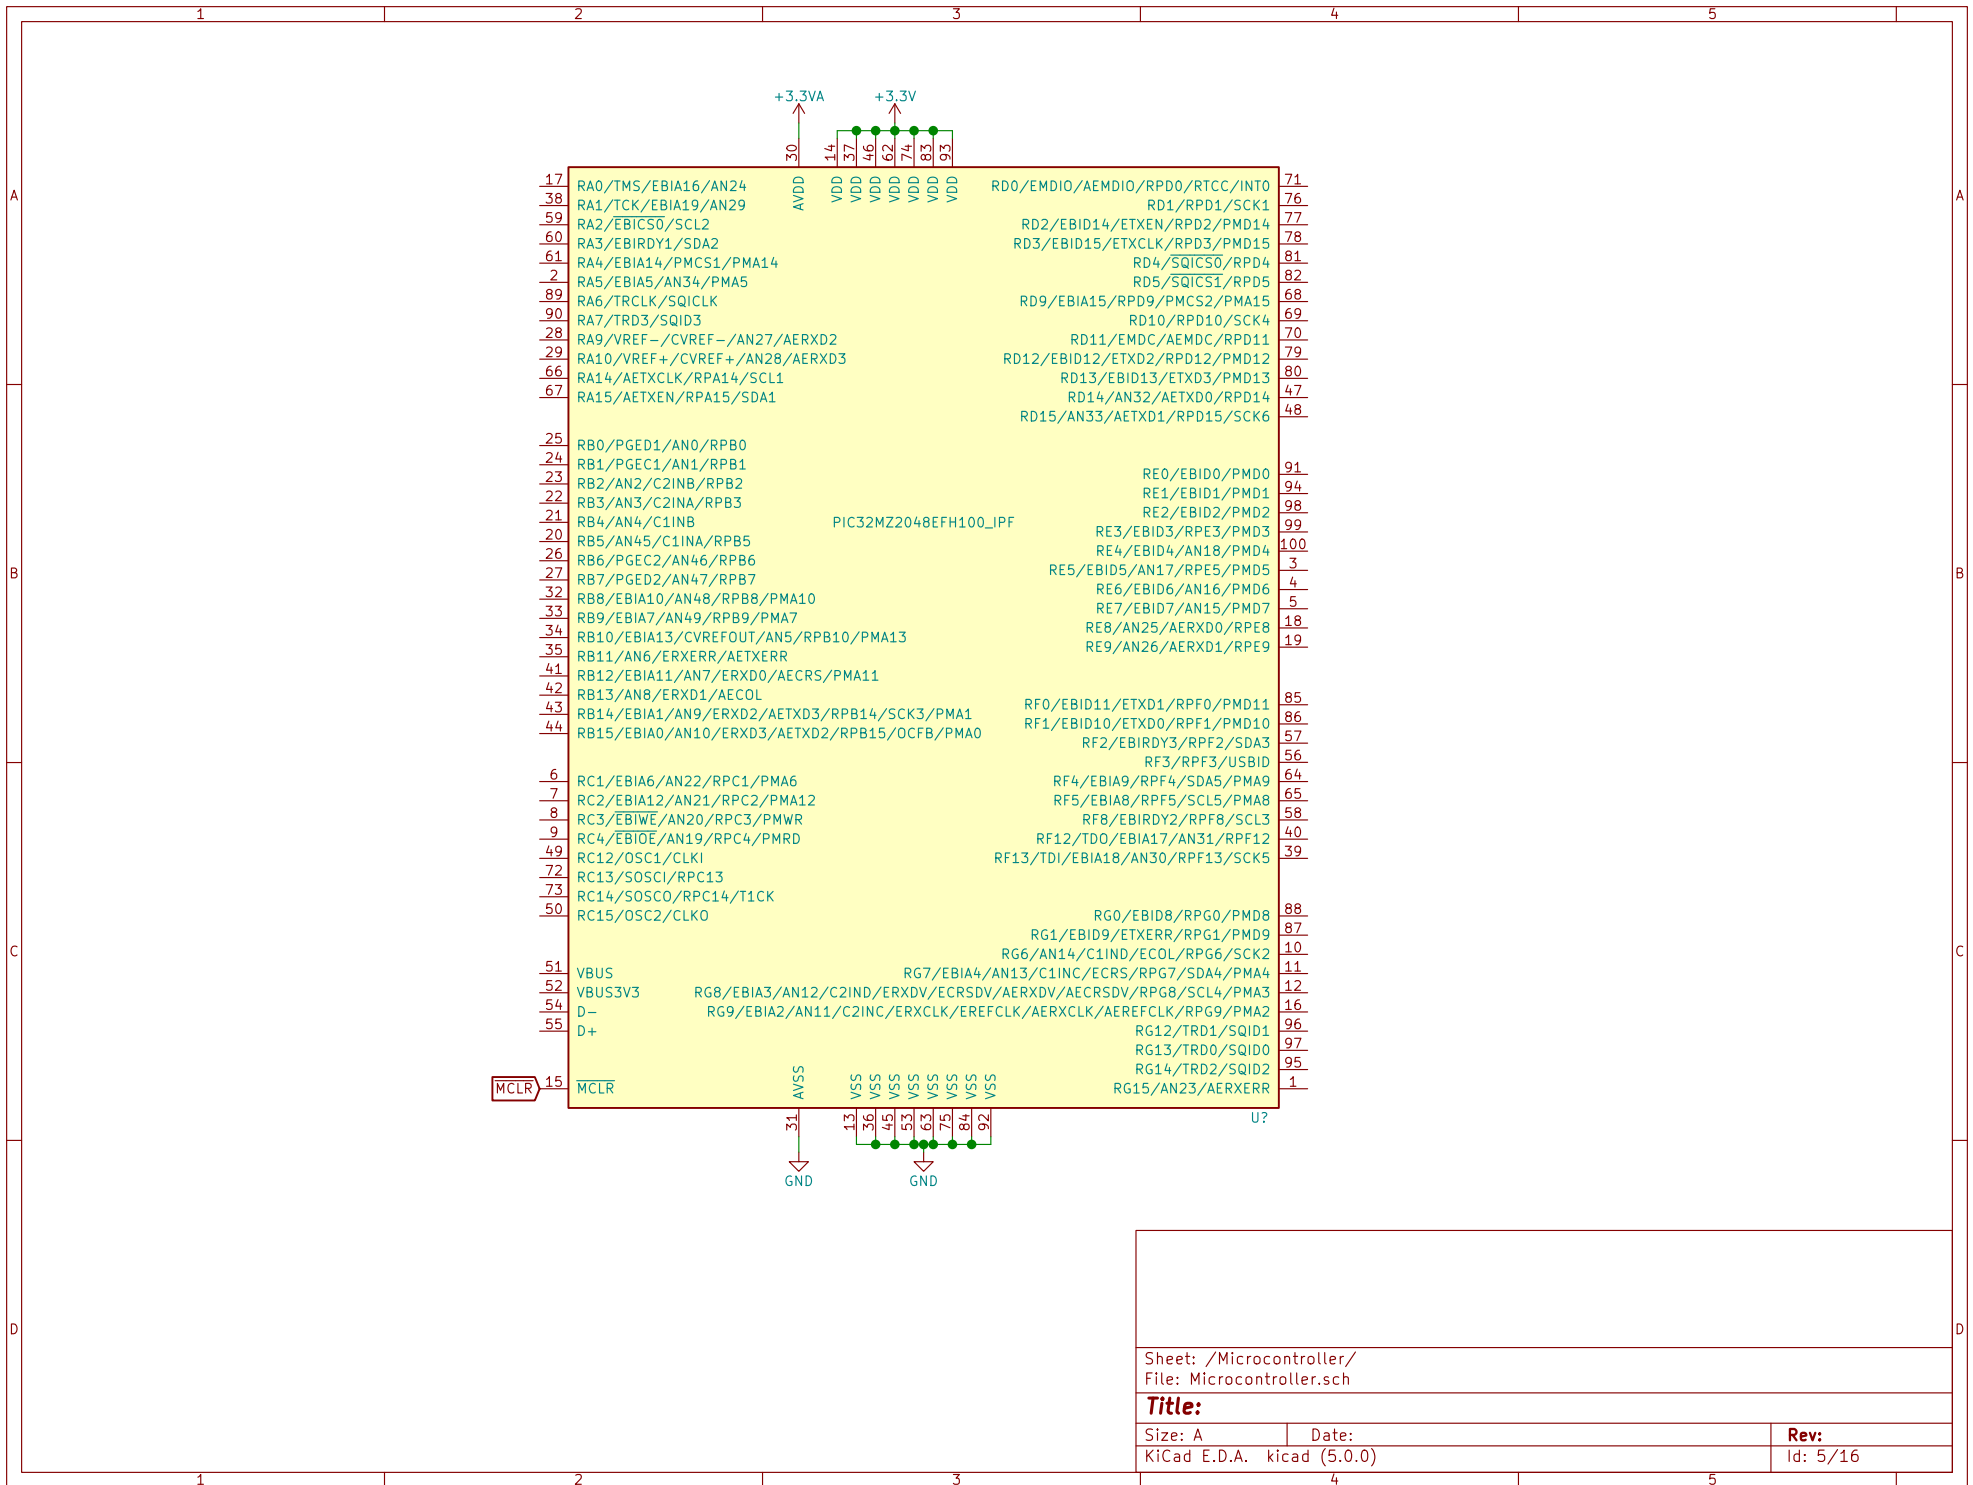 1 2 3 4 5
A A
B B
C C
D D
+3.3VA +3.3V
30 14 37 46 62 74 83 93
AVDD VDD VDD VDD VDD VDD VDD VDD
17 RA0/TMS/EBIA16/AN24
38 RA1/TCK/EBIA19/AN29
59 RA2/EBICS0/SCL2
60 RA3/EBIRDY1/SDA2
61 RA4/EBIA14/PMCS1/PMA14
2 RA5/EBIA5/AN34/PMA5
89 RA6/TRCLK/SQICLK
90 RA7/TRD3/SQID3
28 RA9/VREF-/CVREF-/AN27/AERXD2
29 RA10/VREF+/CVREF+/AN28/AERXD3
66 RA14/AETXCLK/RPA14/SCL1
67 RA15/AETXEN/RPA15/SDA1
25 RB0/PGED1/AN0/RPB0
24 RB1/PGEC1/AN1/RPB1
23 RB2/AN2/C2INB/RPB2
22 RB3/AN3/C2INA/RPB3
21 RB4/AN4/C1INB
20 RB5/AN45/C1INA/RPB5
26 RB6/PGEC2/AN46/RPB6
27 RB7/PGED2/AN47/RPB7
32 RB8/EBIA10/AN48/RPB8/PMA10
33 RB9/EBIA7/AN49/RPB9/PMA7
34 RB10/EBIA13/CVREFOUT/AN5/RPB10/PMA13
35 RB11/AN6/ERXERR/AETXERR
41 RB12/EBIA11/AN7/ERXD0/AECRS/PMA11
42 RB13/AN8/ERXD1/AECOL
43 RB14/EBIA1/AN9/ERXD2/AETXD3/RPB14/SCK3/PMA1
44 RB15/EBIA0/AN10/ERXD3/AETXD2/RPB15/OCFB/PMA0
6 RC1/EBIA6/AN22/RPC1/PMA6
7 RC2/EBIA12/AN21/RPC2/PMA12
8 RC3/EBIWE/AN20/RPC3/PMWR
9 RC4/EBIOE/AN19/RPC4/PMRD
49 RC12/OSC1/CLKI
72 RC13/SOSCI/RPC13
73 RC14/SOSCO/RPC14/T1CK
50 RC15/OSC2/CLKO
51 VBUS
52 VBUS3V3
54 D-
55 D+
MCLR 15 MCLR
PIC32MZ2048EFH100_IPF
RD0/EMDIO/AEMDIO/RPD0/RTCC/INT0 71
RD1/RPD1/SCK1 76
RD2/EBID14/ETXEN/RPD2/PMD14 77
RD3/EBID15/ETXCLK/RPD3/PMD15 78
RD4/SQICS0/RPD4 81
RD5/SQICS1/RPD5 82
RD9/EBIA15/RPD9/PMCS2/PMA15 68
RD10/RPD10/SCK4 69
RD11/EMDC/AEMDC/RPD11 70
RD12/EBID12/ETXD2/RPD12/PMD12 79
RD13/EBID13/ETXD3/PMD13 80
RD14/AN32/AETXD0/RPD14 47
RD15/AN33/AETXD1/RPD15/SCK6 48
RE0/EBID0/PMD0 91
RE1/EBID1/PMD1 94
RE2/EBID2/PMD2 98
RE3/EBID3/RPE3/PMD3 99
RE4/EBID4/AN18/PMD4 100
RE5/EBID5/AN17/RPE5/PMD5 3
RE6/EBID6/AN16/PMD6 4
RE7/EBID7/AN15/PMD7 5
RE8/AN25/AERXD0/RPE8 18
RE9/AN26/AERXD1/RPE9 19
RF0/EBID11/ETXD1/RPF0/PMD11 85
RF1/EBID10/ETXD0/RPF1/PMD10 86
RF2/EBIRDY3/RPF2/SDA3 57
RF3/RPF3/USBID 56
RF4/EBIA9/RPF4/SDA5/PMA9 64
RF5/EBIA8/RPF5/SCL5/PMA8 65
RF8/EBIRDY2/RPF8/SCL3 58
RF12/TDO/EBIA17/AN31/RPF12 40
RF13/TDI/EBIA18/AN30/RPF13/SCK5 39
RG0/EBID8/RPG0/PMD8 88
RG1/EBID9/ETXERR/RPG1/PMD9 87
RG6/AN14/C1IND/ECOL/RPG6/SCK2 10
RG7/EBIA4/AN13/C1INC/ECRS/RPG7/SDA4/PMA4 11
RG8/EBIA3/AN12/C2IND/ERXDV/ECRSDV/AERXDV/AECRSDV/RPG8/SCL4/PMA3 12
RG9/EBIA2/AN11/C2INC/ERXCLK/EREFCLK/AERXCLK/AEREFCLK/RPG9/PMA2 16
RG12/TRD1/SQID1 96
RG13/TRD0/SQID0 97
RG14/TRD2/SQID2 95
RG15/AN23/AERXERR 1
AVSS VSS VSS VSS VSS VSS VSS VSS VSS
31 13 36 45 53 63 75 84 92
U?
GND GND
Sheet: /Microcontroller/
File: Microcontroller.sch
Title:
Size: A Date: Rev:
KiCad E.D.A. kicad (5.0.0) Id: 5/16
1 2 3 4 5